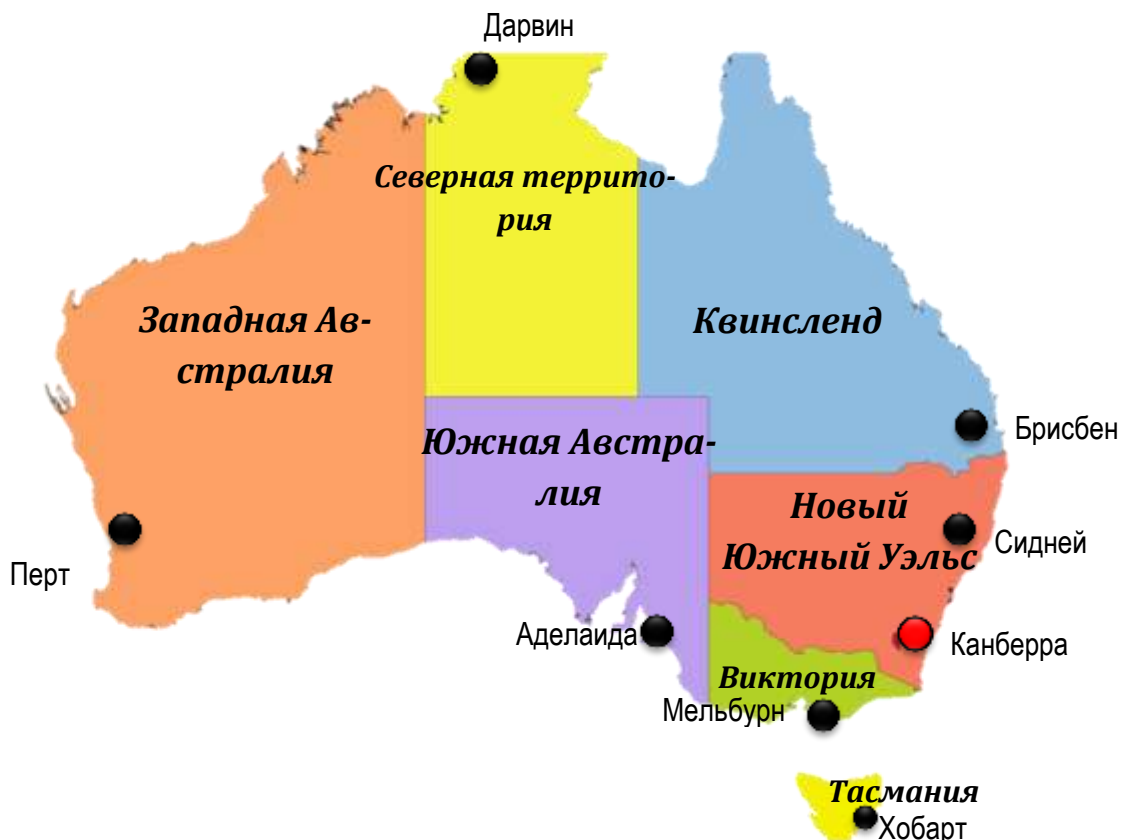 Дарвин
Северная террито-
рия
Западная Ав-
стралия
Квинсленд
Южная Австра-
лия
Брисбен
Новый
Южный Уэльс
Сидней
Перт
Аделаида
Канберра
Виктория
Мельбурн
Тасмания
Хобарт